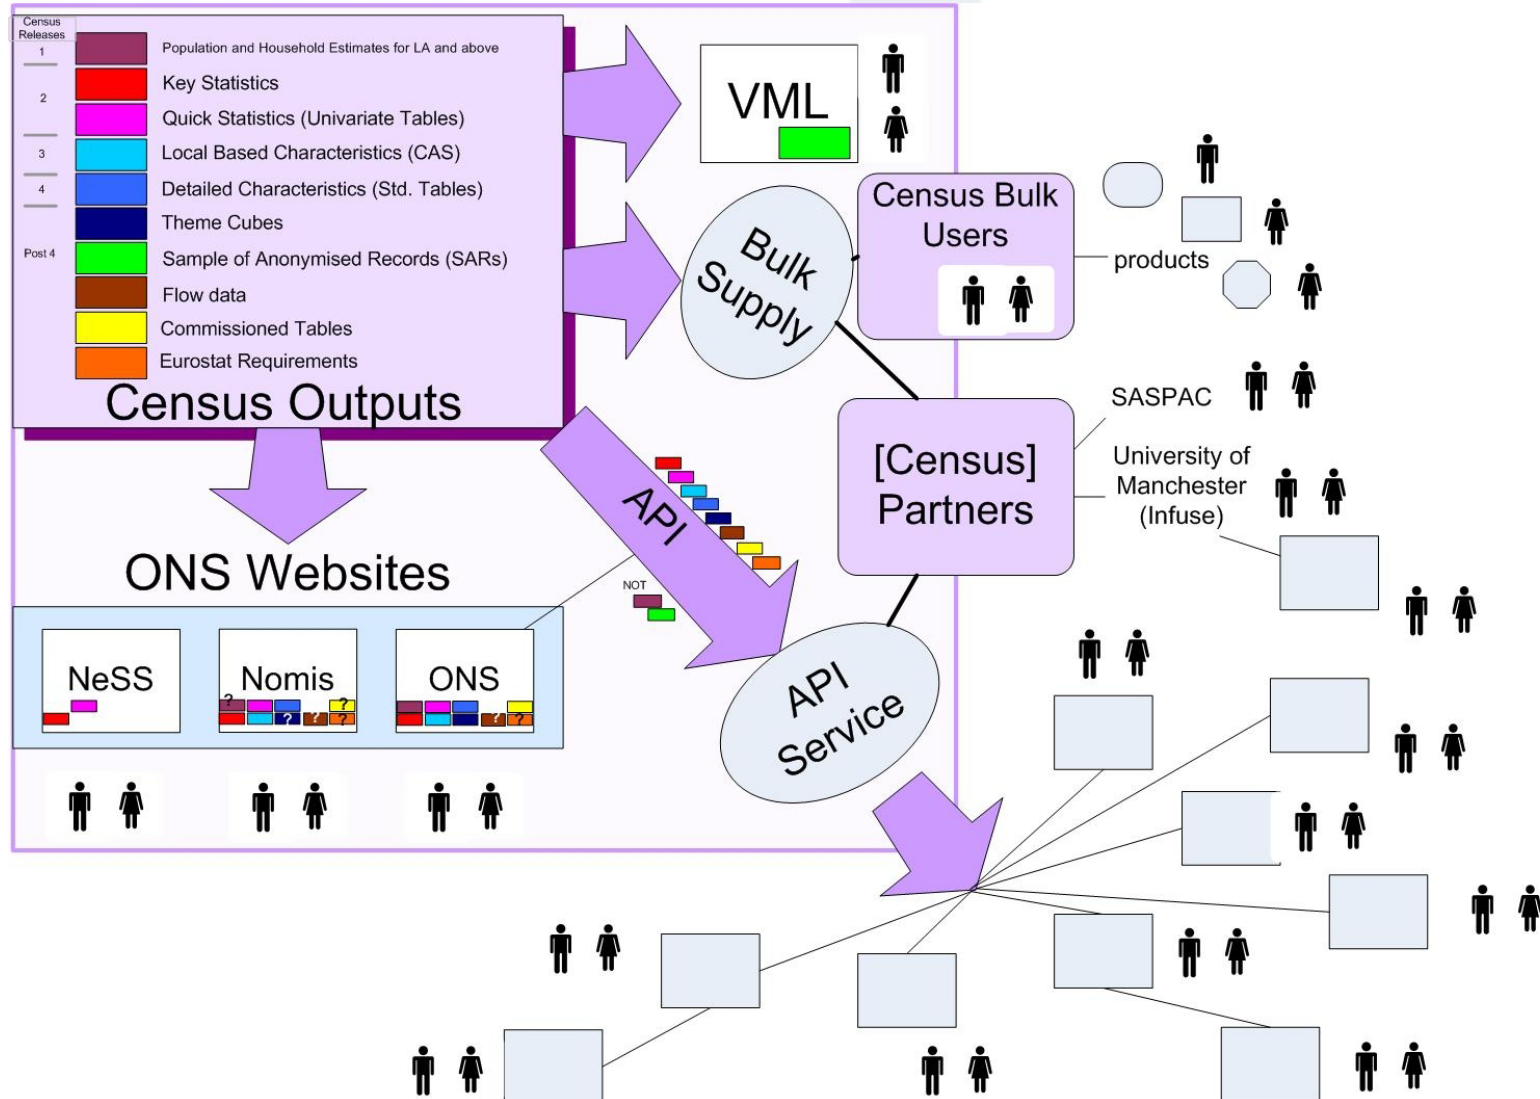 Census
Releases
1
Population and Household Estimates for LA and above
2
Key Statistics
Quick Statistics (Univariate Tables)
3
Local Based Characteristics (CAS)
4
Detailed Characteristics (Std. Tables)
Theme Cubes
Post 4
Sample of Anonymised Records (SARs)
Flow data
Commissioned Tables
Eurostat Requirements
Census Outputs
VML
Bulk
Supply
Census Bulk
Users
products
[Census]
Partners
SASPAC
University of
Manchester
(Infuse)
API
NOT
API
Service
ONS Websites
NeSS
Nomis
? ?
? ? ?
ONS
? ?